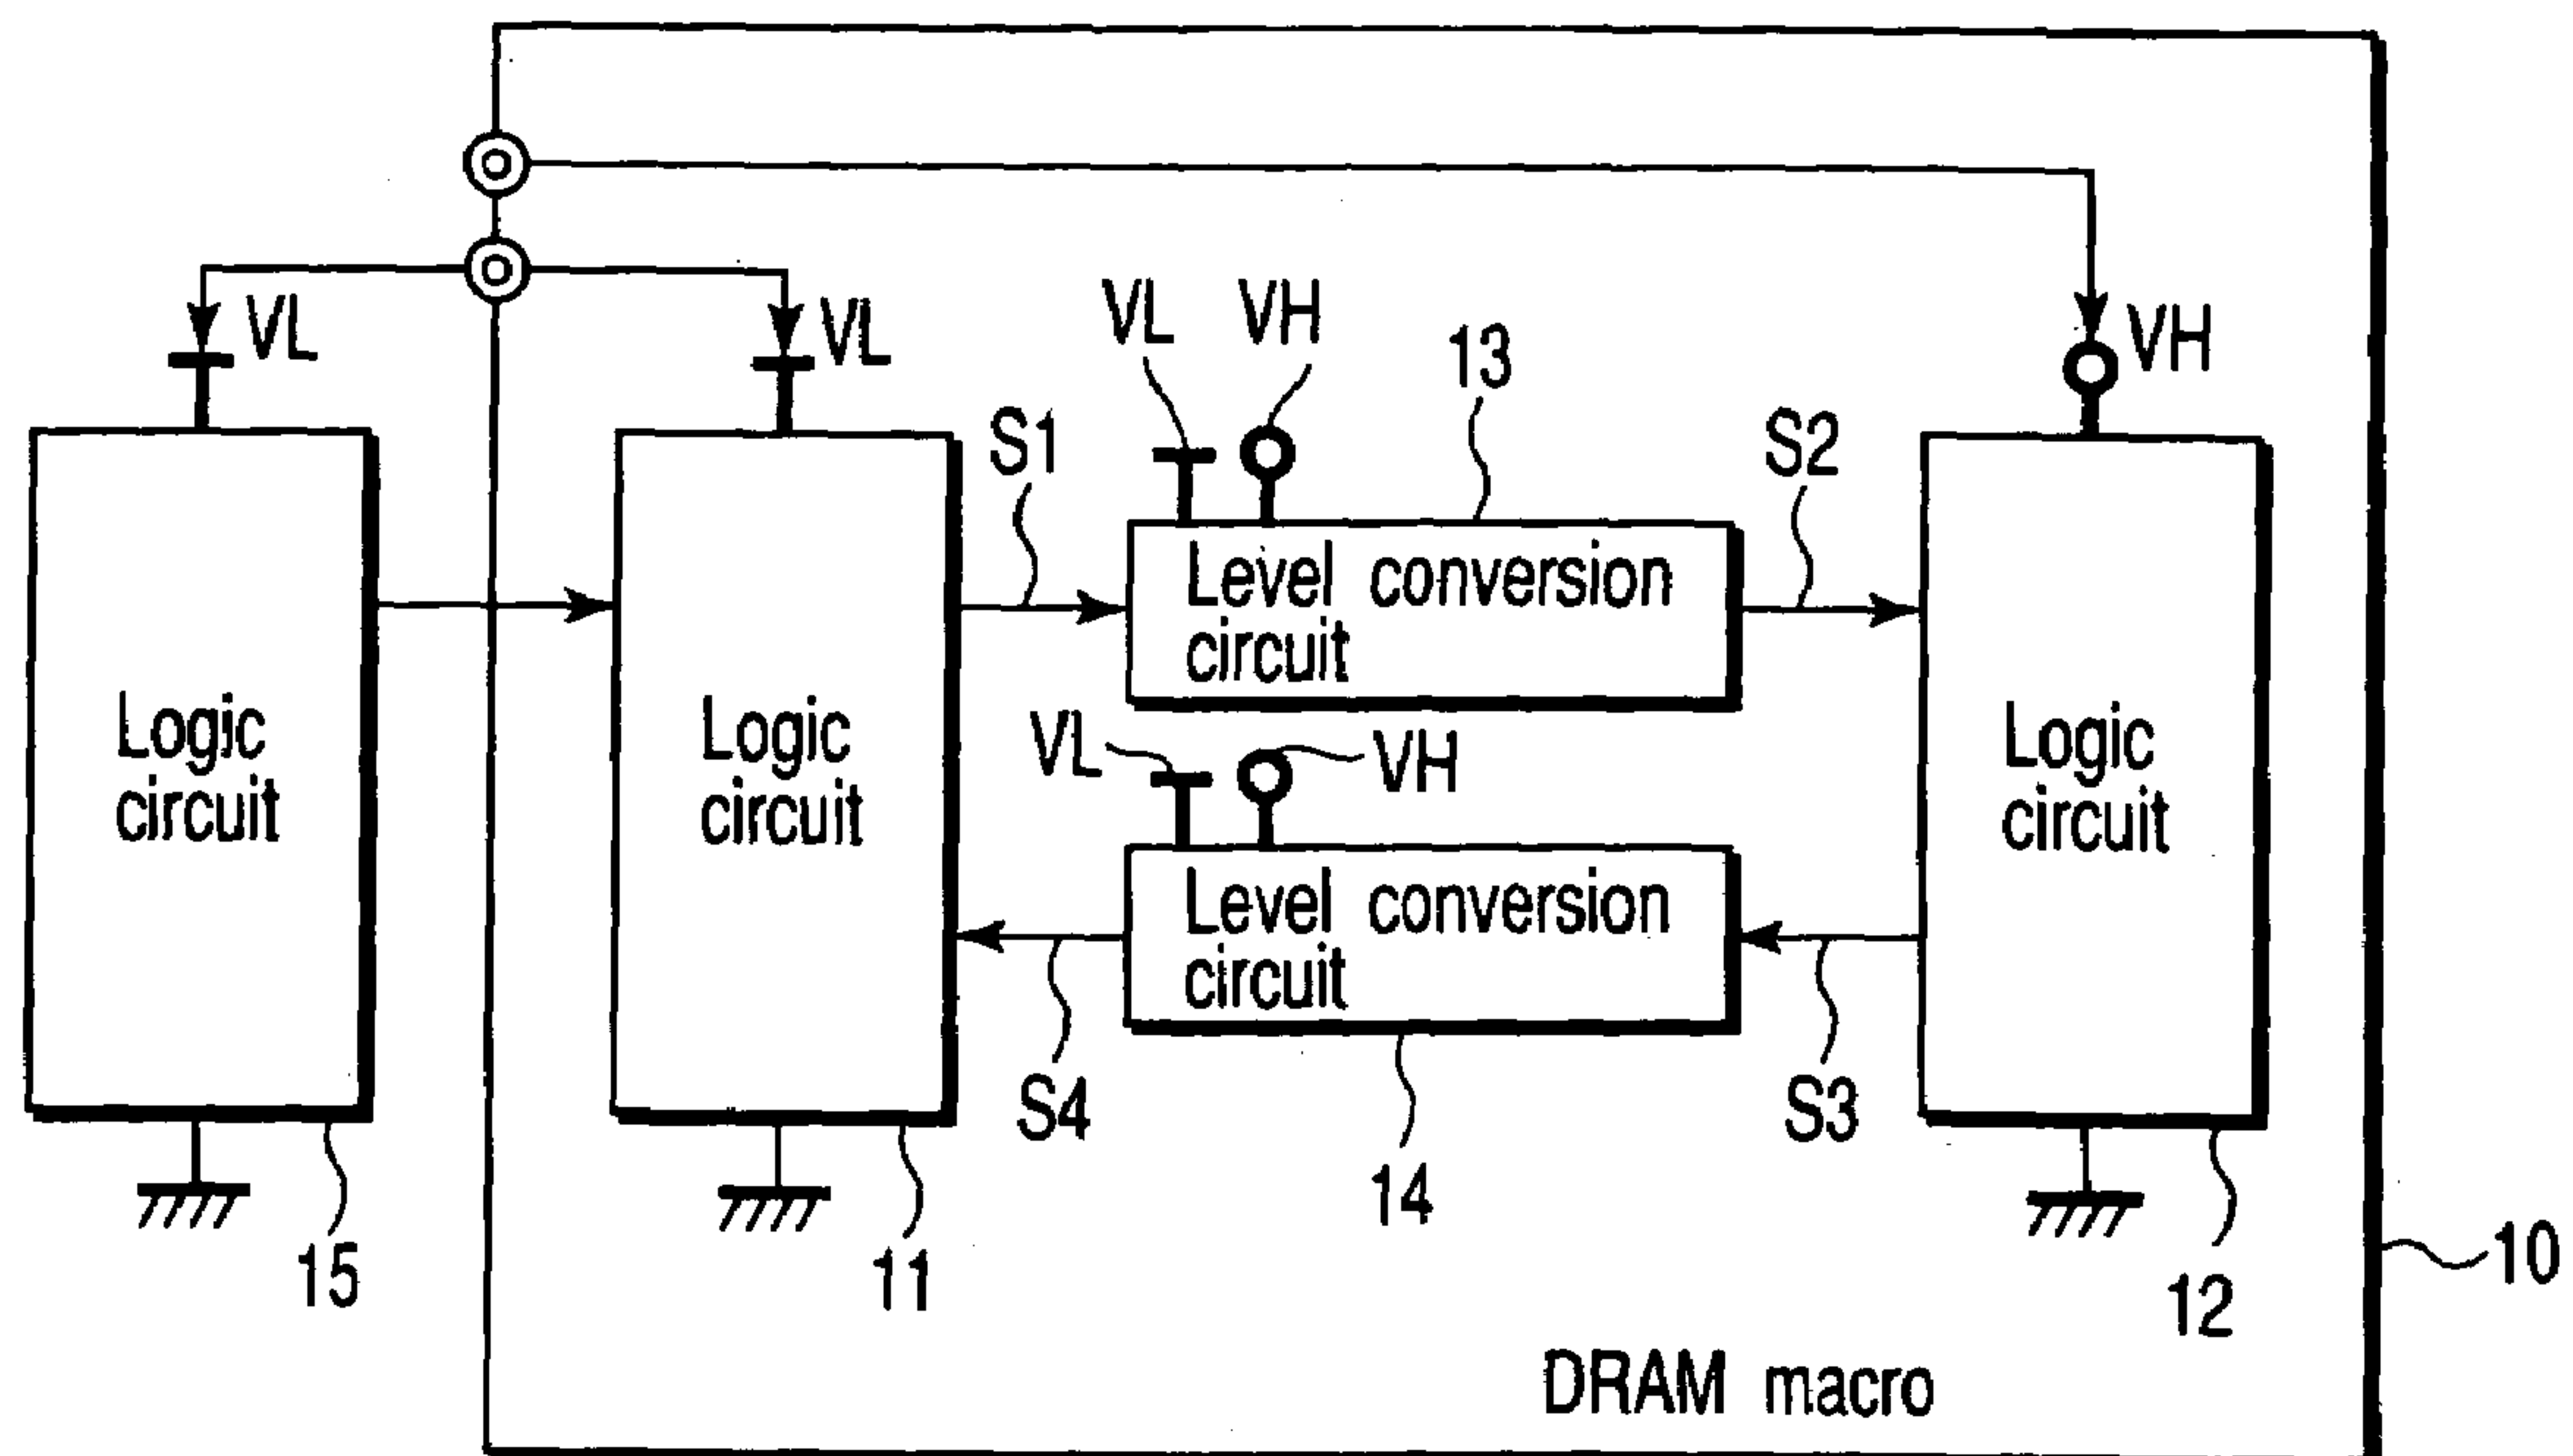 VL
VL
VL
VH
13
VH
S1
S2
Level conversion
circuit
Logic
circuit
Logic
circuit
VL
VH
Logic
circuit
Level conversion
circuit
S4
S3
14
15
11
12
10
DRAM macro